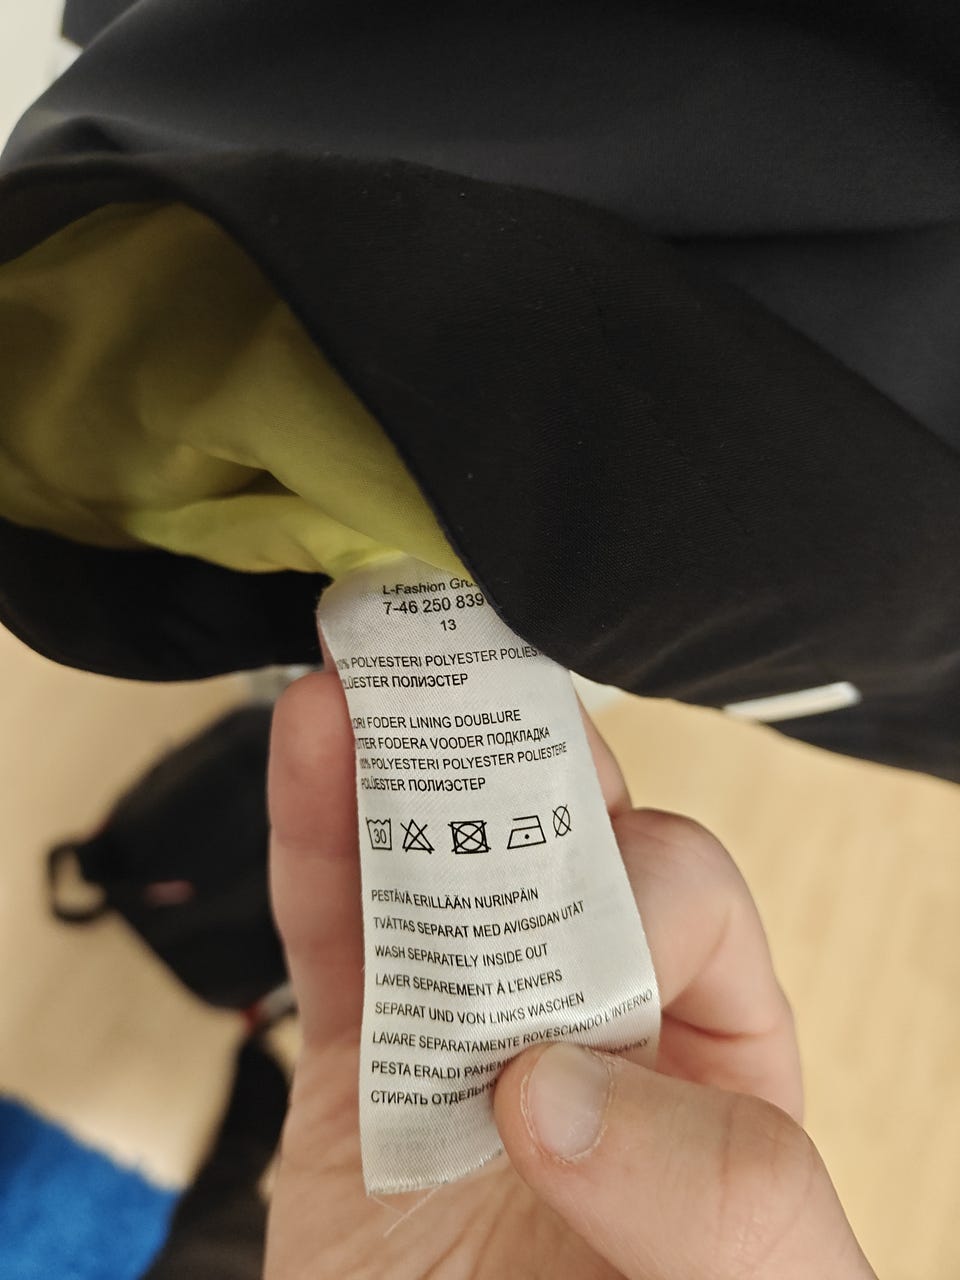 L-Fashion
7-46 250 839
13
POLYESTERI POLYESTER
ПОЛИЭСТЕР
FODER LINING DOUBLURE
FODERA VOODER ПОДКЛАДКА
POLYESTERI POLYESTER POLIESTERE
POLÜESTER ПОЛИЭСТЕР
30
PESTÄVÄ ERILLÄÄN NURINPÄIN
TVÄTTAS SEPARAT MED AVIGSIDAN UTÅT
WASH SEPARATELY INSIDE OUT
LAVER SEPAREMENT À L'ENVERS
SEPARAT UND VON LINKS WASCHEN
LAVARE SEPARATAMENTE ROVESCIANDO L'INTERNO
PESTA ERALDI
СТИРАТЬ